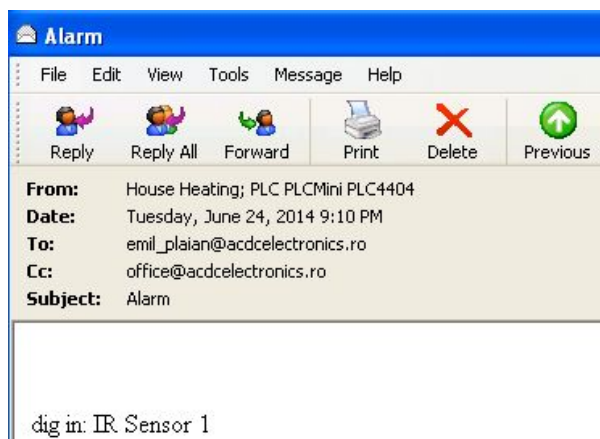 Alarm
File Edit View Tools Message Help
Reply Reply All Forward Print Delete Previous
From: House Heating; PLC PLCMini PLC4404
Date: Tuesday, June 24, 2014 9:10 PM
To: emil_plaian@acdcelectronics.ro
Cc: office@acdcelectronics.ro
Subject: Alarm
dig in: IR Sensor 1